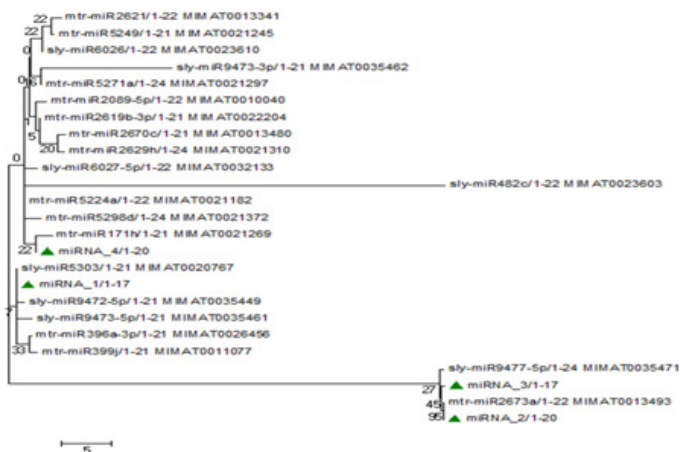 mtr-miR2621/1-22 MIMAT0013341
22
22
mtr-miR5249/1-21 MIMAT0021245
0
sly-miR6026/1-22 MIMAT0023610
sly-miR9473-3p/1-21 MIMAT0035462
0
mtr-miR5271a/1-24 MIMAT0021297
mtr-miR2089-5p/1-22 MIMAT0010040
mtr-miR2619b-3p/1-21 MIMAT0022204
5
mtr-miR2670c/1-21 MIMAT0013480
20
mtr-miR2629h/1-24 MIMAT0021310
0
sly-miR6027-5p/1-22 MIMAT0032133
sly-miR482c/1-22 MIMAT0023603
mtr-miR5224a/1-22 MIMAT0021182
mtr-miR5298d/1-24 MIMAT0021372
mtr-miR171h/1-21 MIMAT0021269
22
miRNA_4/1-20
sly-miR5303/1-21 MIMAT0020767
miRNA_1/1-17
sly-miR9472-5p/1-21 MIMAT0035449
sly-miR9473-5p/1-21 MIMAT0035461
mtr-miR396a-3p/1-21 MIMAT0026456
33
mtr-miR399j/1-21 MIMAT0011077
sly-miR9477-5p/1-24 MIMAT0035471
27
miRNA_3/1-17
45
mtr-miR2673a/1-22 MIMAT0013493
95
miRNA_2/1-20
5